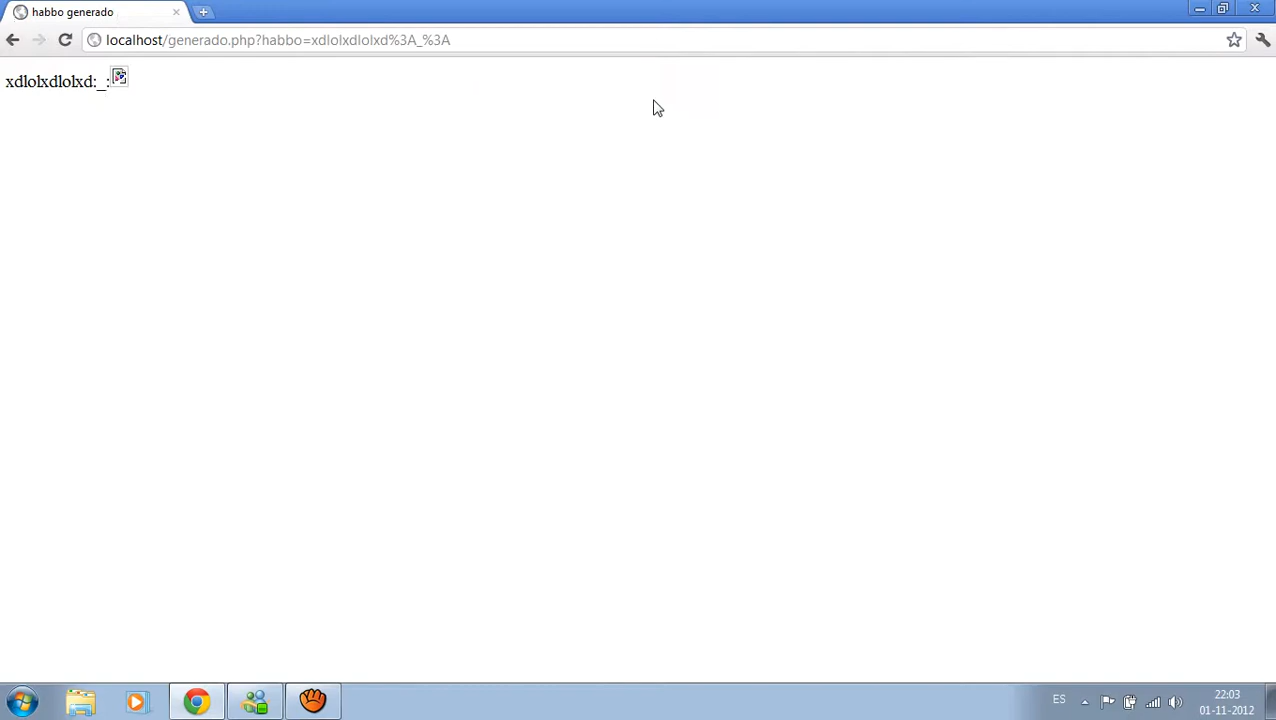 habbo generado
localhost/generado.php?habbo=xdlolxdlolxd%3A_%3A
xdlolxdlolxd:_:
ES
22:03
01-11-2012